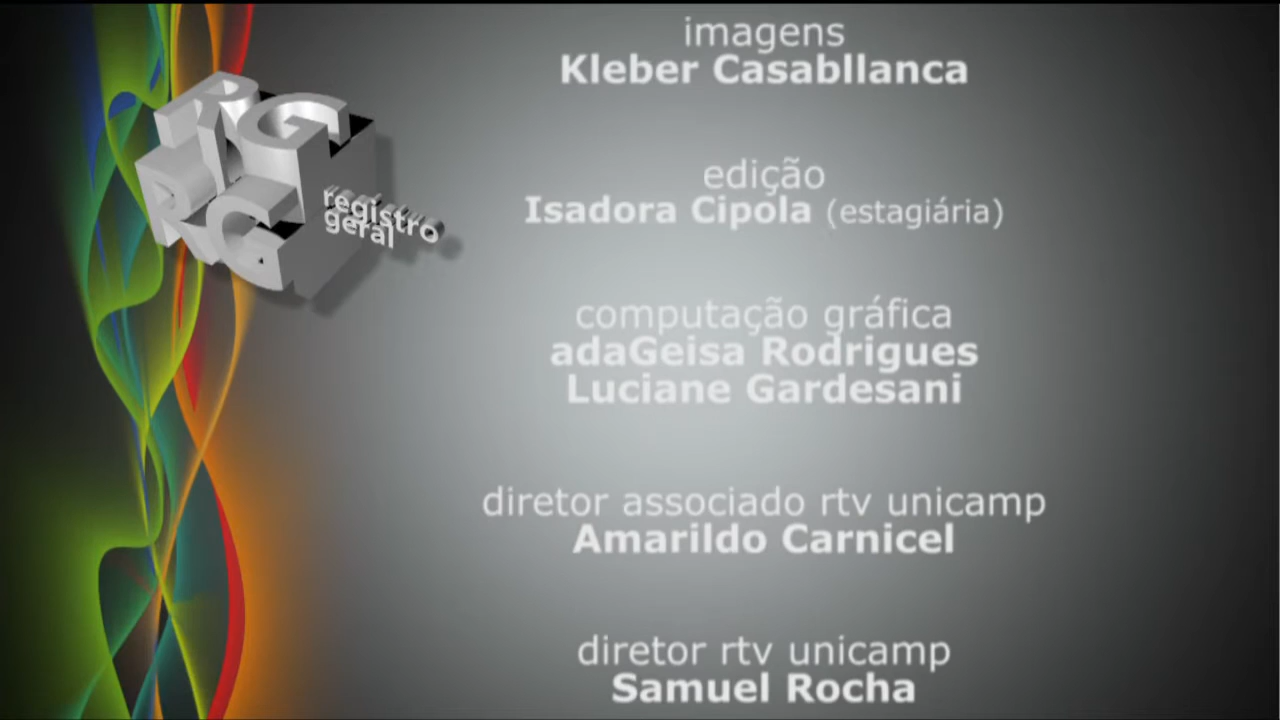 RG
RG
registro
geral
imagens
Kleber Casabllanca
edição
Isadora Cipola (estagiária)
computação gráfica
adaGeisa Rodrigues
Luciane Gardesani
diretor associado rtv unicamp
Amarildo Carnicel
diretor rtv unicamp
Samuel Rocha